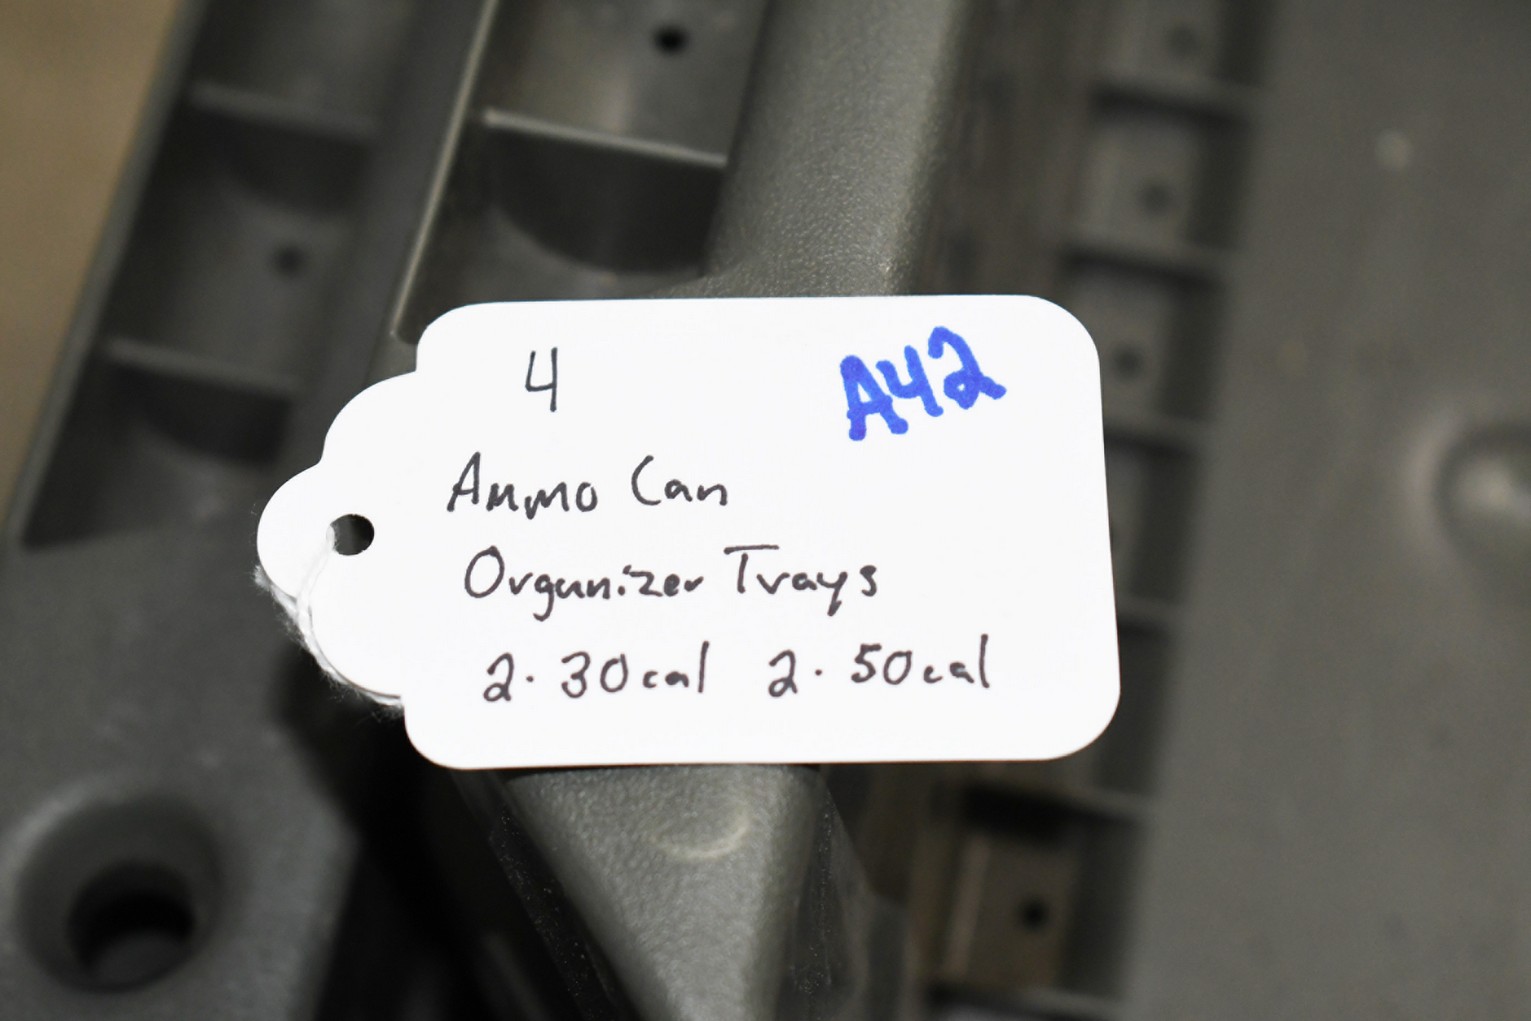 4 A42
Ammo Can
Organizer Trays
2. 30cal 2. 50cal